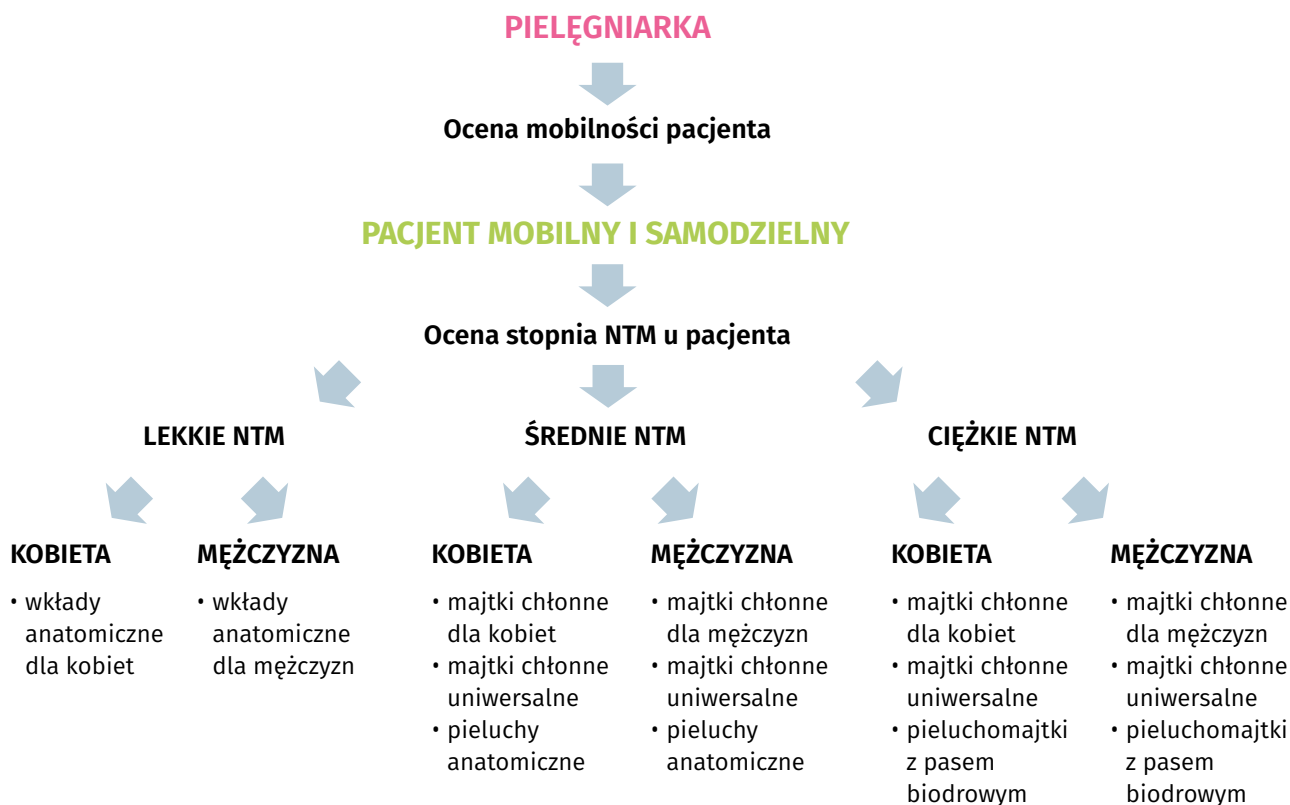 PIELĘGNIARKA
Ocena mobilności pacjenta
PACJENT MOBILNY I SAMODZIELNY
Ocena stopnia NTM u pacjenta
LEKKIE NTM
KOBIETA
• wkłady
anatomiczne
dla kobiet
MĘŻCZYZNA
• wkłady
anatomiczne
dla mężczyzn
ŚREDNIE NTM
KOBIETA
• majtki chłonne
dla kobiet
• majtki chłonne
uniwersalne
• pieluchy
anatomiczne
MĘŻCZYZNA
• majtki chłonne
dla mężczyzn
• majtki chłonne
uniwersalne
• pieluchy
anatomiczne
CIĘŻKIE NTM
KOBIETA
• majtki chłonne
dla kobiet
• majtki chłonne
uniwersalne
• pieluchomajtki
z pasem
biodrowym
MĘŻCZYZNA
• majtki chłonne
dla mężczyzn
• majtki chłonne
uniwersalne
• pieluchomajtki
z pasem
biodrowym